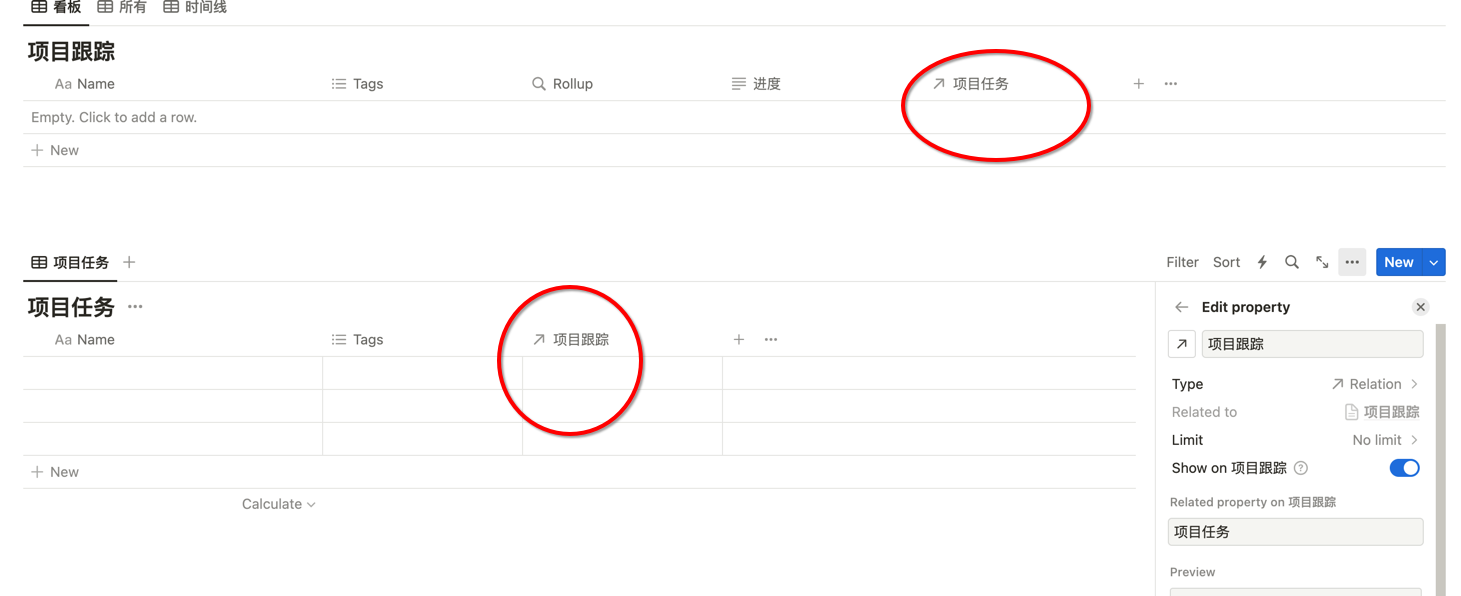 看板 所有 时间线
项目跟踪
Aa Name Tags Rollup 进度 项目任务
Empty. Click to add a row.
New
项目任务 Filter Sort New
项目任务
Aa Name Tags 项目跟踪
New
Calculate
Edit property
项目跟踪
Type Relation
Related to 项目跟踪
Limit No limit
Show on 项目跟踪
Related property on 项目跟踪
项目任务
Preview